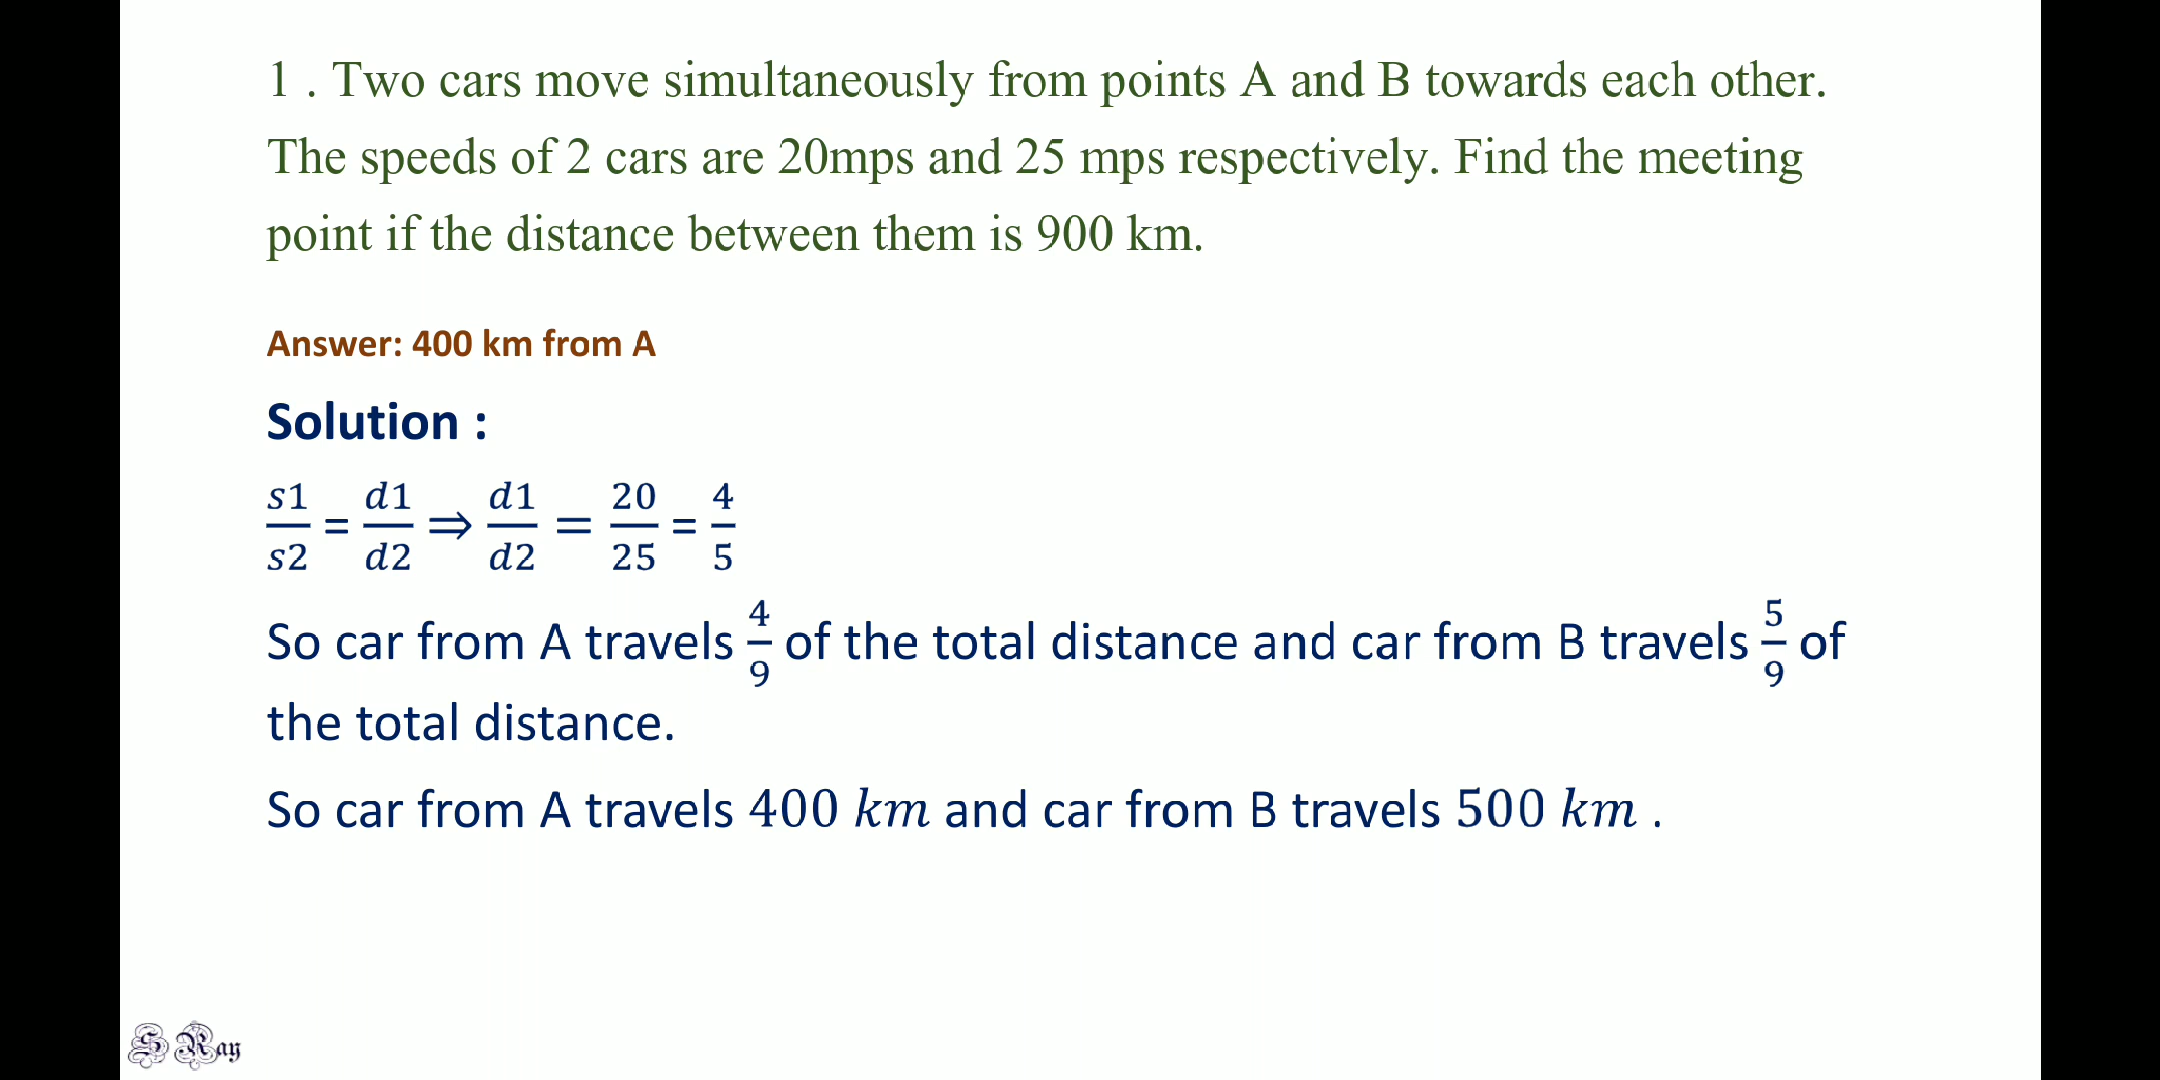 1 . Two cars move simultaneously from points A and B towards each other.
The speeds of 2 cars are 20mps and 25 mps respectively. Find the meeting
point if the distance between them is 900 km.
Answer: 400 km from A
Solution :
s1/s2 = d1/d2 ⇒ d1/d2 = 20/25 = 4/5
So car from A travels 4/9 of the total distance and car from B travels 5/9 of
the total distance.
So car from A travels 400 km and car from B travels 500 km .
S Ray